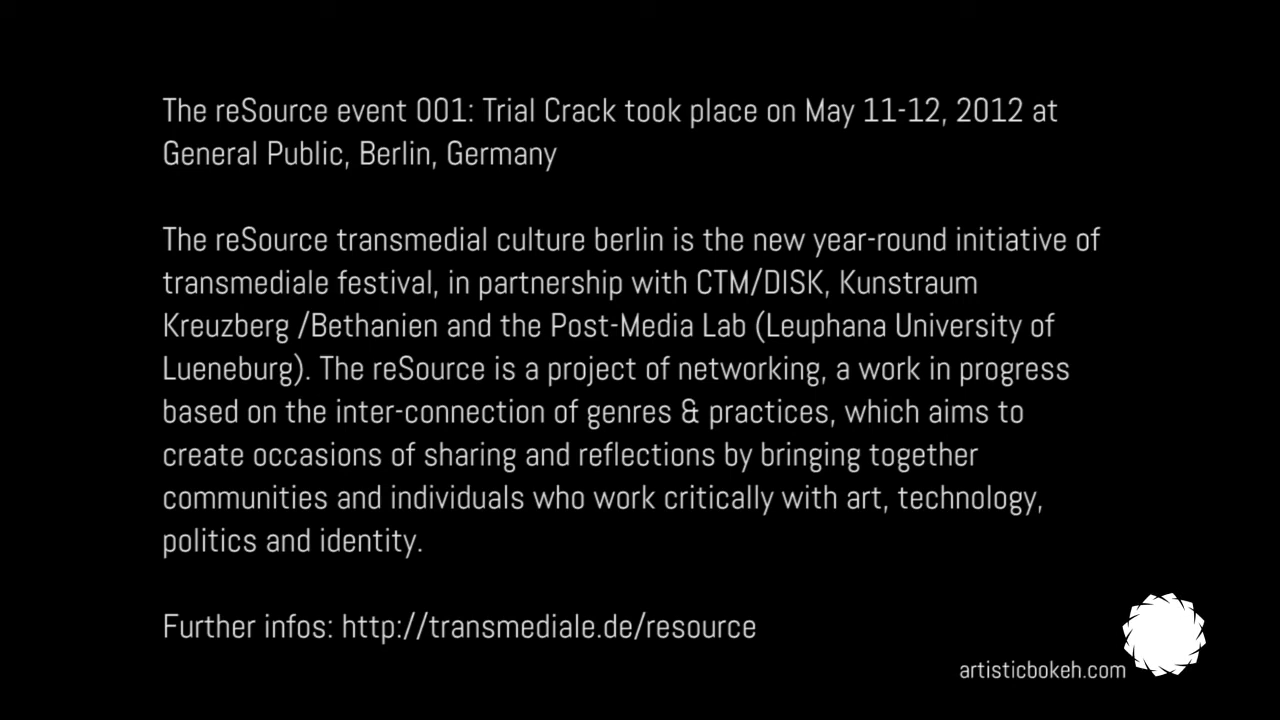 The reSource event 001: Trial Crack took place on May 11-12, 2012 at
General Public, Berlin, Germany
The reSource transmedial culture berlin is the new year-round initiative of
transmediale festival, in partnership with CTM/DISK, Kunstraum
Kreuzberg /Bethanien and the Post-Media Lab (Leuphana University of
Lueneburg). The reSource is a project of networking, a work in progress
based on the inter-connection of genres & practices, which aims to
create occasions of sharing and reflections by bringing together
communities and individuals who work critically with art, technology,
politics and identity.
Further infos: http://transmediale.de/resource
artisticbokeh.com